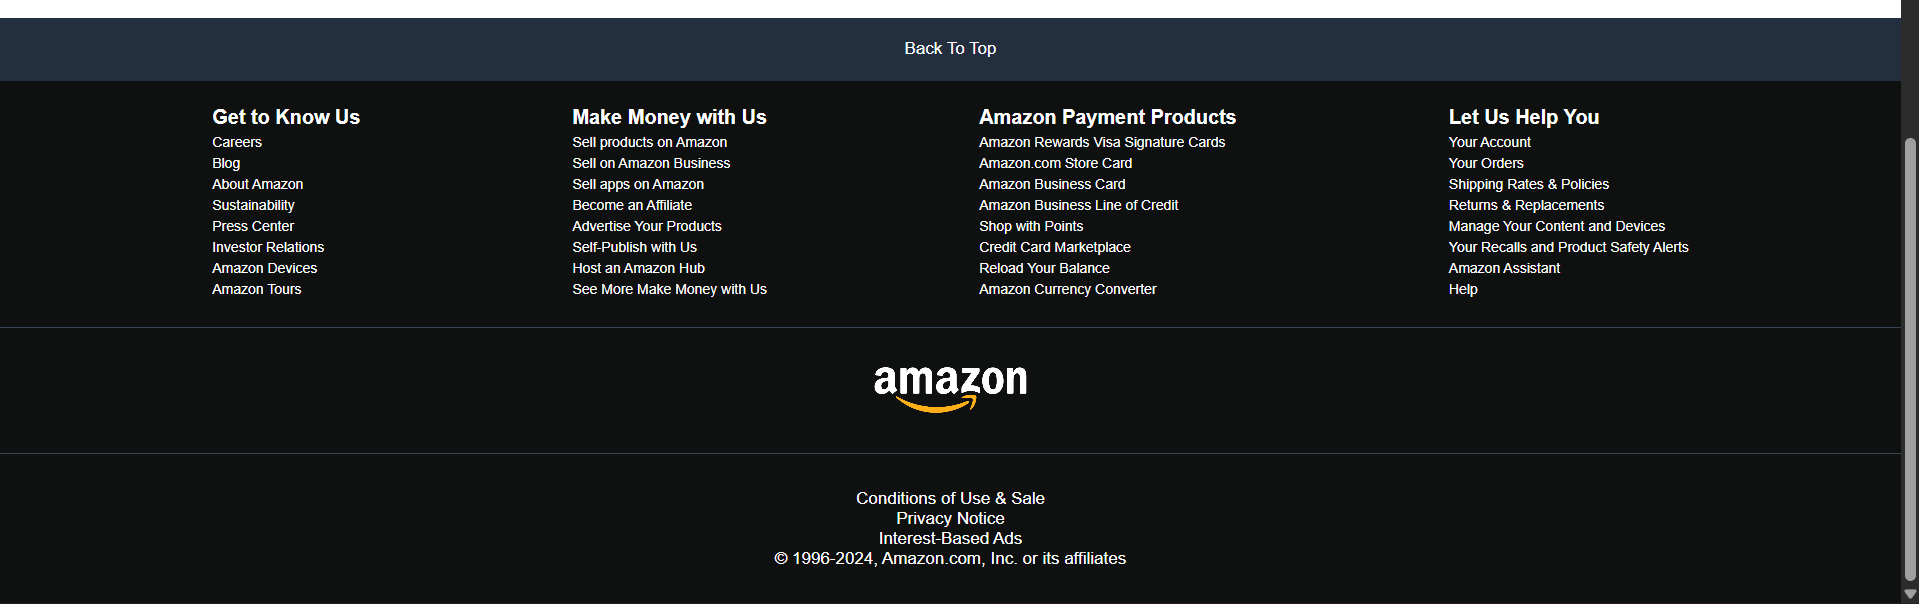 Back To Top
Get to Know Us
Careers
Blog
About Amazon
Sustainability
Press Center
Investor Relations
Amazon Devices
Amazon Tours
Make Money with Us
Sell products on Amazon
Sell on Amazon Business
Sell apps on Amazon
Become an Affiliate
Advertise Your Products
Self-Publish with Us
Host an Amazon Hub
See More Make Money with Us
Amazon Payment Products
Amazon Rewards Visa Signature Cards
Amazon.com Store Card
Amazon Business Card
Amazon Business Line of Credit
Shop with Points
Credit Card Marketplace
Reload Your Balance
Amazon Currency Converter
Let Us Help You
Your Account
Your Orders
Shipping Rates & Policies
Returns & Replacements
Manage Your Content and Devices
Your Recalls and Product Safety Alerts
Amazon Assistant
Help
amazon
Conditions of Use & Sale
Privacy Notice
Interest-Based Ads
© 1996-2024, Amazon.com, Inc. or its affiliates